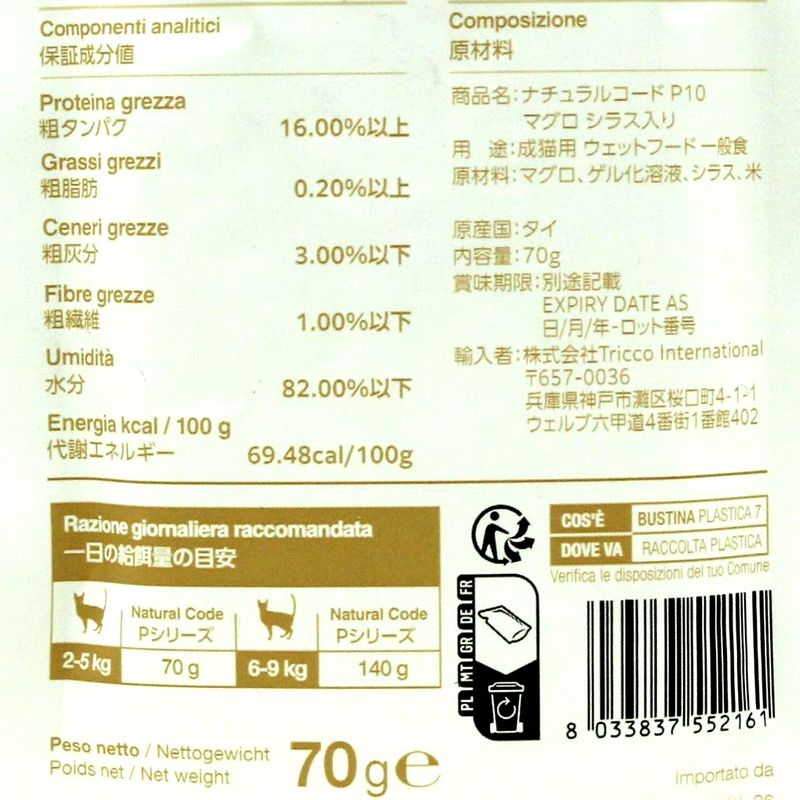 Componenti analitici
保証成分値
Proteina grezza
粗タンパク 16.00%以上
Grassi grezzi
粗脂肪 0.20%以上
Ceneri grezze
粗灰分 3.00%以下
Fibre grezze
粗繊維 1.00%以下
Umidità
水分 82.00%以下
Energia kcal / 100 g
代謝エネルギー 69.48cal/100g
Composizione
原材料
商品名:ナチュラルコード P10
マグロ シラス入り
用 途:成猫用 ウェットフード 一般食
原材料:マグロ、ゲル化溶液、シラス、米
原産国:タイ
内容量:70g
賞味期限:別途記載
EXPIRY DATE AS
日/月/年-ロット番号
輸入者:株式会社Tricco International
〒657-0036
兵庫県神戸市灘区桜口町4-1-1
ウェルブ六甲道4番街1番館402
Razione giornaliera raccomandata
一日の給餌量の目安
Natural Code
Pシリーズ
Natural Code
Pシリーズ
2-5 kg 70 g 6-9 kg 140 g
Peso netto / Nettogewicht
Poids net / Net weight
70 g e
PL | MT | GR | DE | FR
COS'È BUSTINA PLASTICA 7
DOVE VA RACCOLTA PLASTICA
Verifica le disposizioni del tuo Comune
8 033837 552161
Importato da